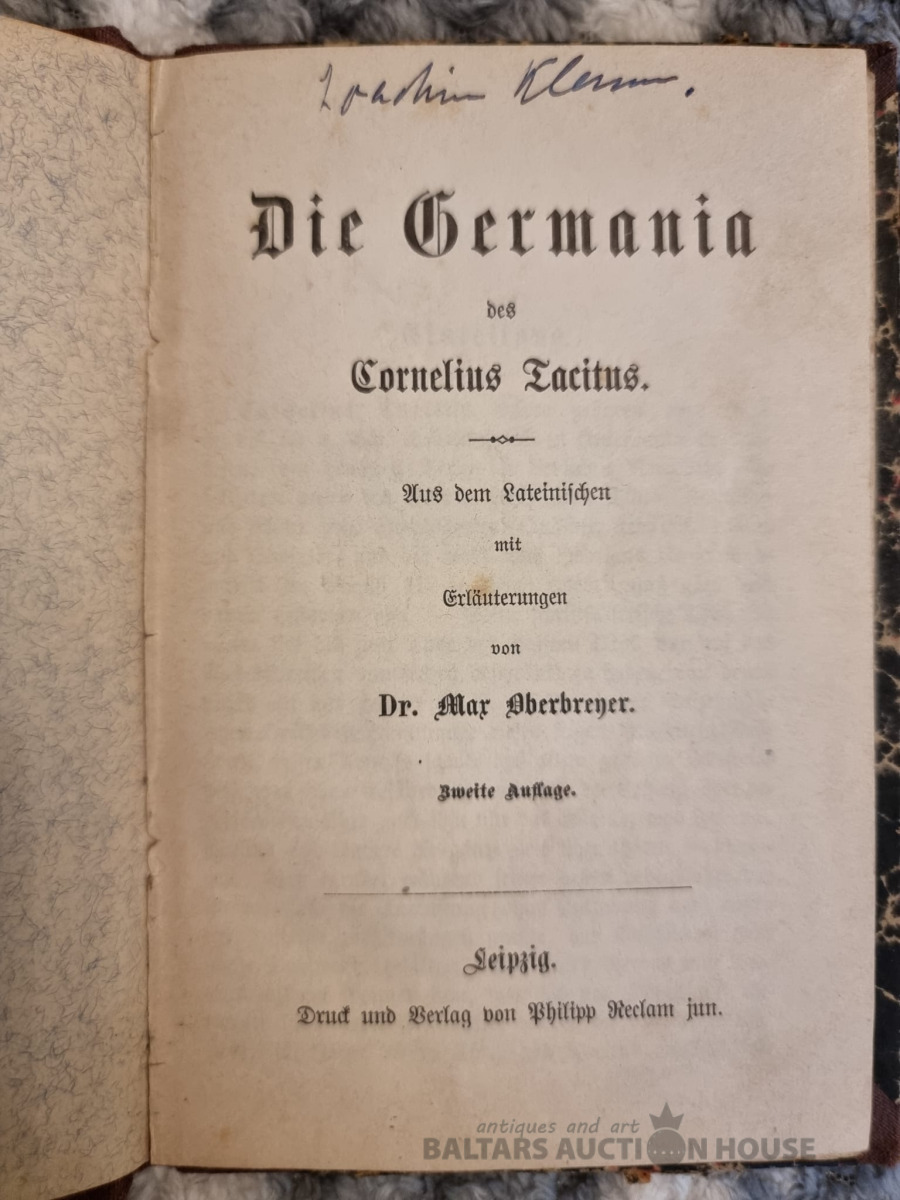 Joachim
Die Germania
des
Cornelius Tacitus.
Aus dem Lateinischen
mit
Erläuterungen
von
Dr. Max Oberbreyer.
Zweite Auflage.
Leipzig.
Druck und Verlag von Philipp Reclam jun.
antiques and art
BALTARS AUCTION HOUSE